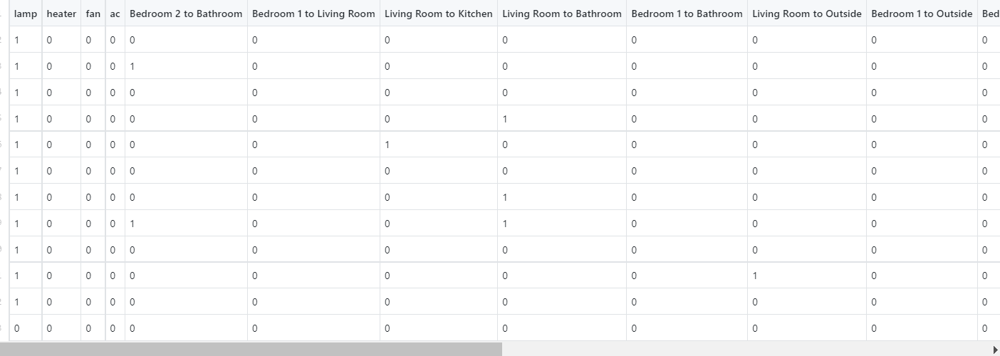 lamp heater fan ac Bedroom 2 to Bathroom Bedroom 1 to Living Room Living Room to Kitchen Living Room to Bathroom Bedroom 1 to Bathroom Living Room to Outside Bedroom 1 to Outside Bed
1 0 0 0 0 0 0 0 0 0 0 0
1 0 0 0 1 0 0 0 0 0 0 0
1 0 0 0 0 0 0 0 0 0 0 0
1 0 0 0 0 0 0 1 0 0 0 0
1 0 0 0 0 0 1 0 0 0 0 0
1 0 0 0 0 0 0 0 0 0 0 0
1 0 0 0 0 0 0 1 0 0 0 0
1 0 0 0 1 0 0 1 0 0 0 0
1 0 0 0 0 0 0 0 0 0 0 0
1 0 0 0 0 0 0 0 0 1 0 0
1 0 0 0 0 0 0 0 0 0 0 0
0 0 0 0 0 0 0 0 0 0 0 0